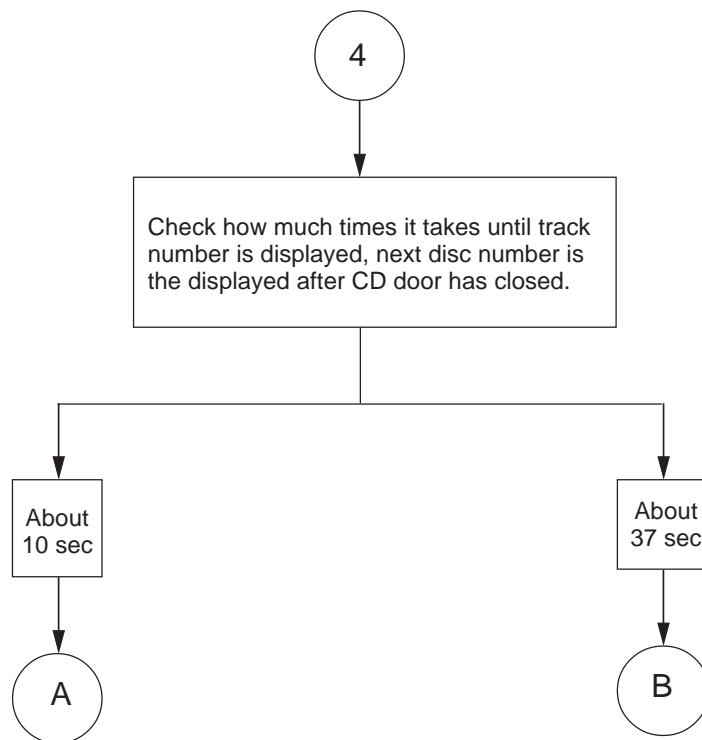 4
Check how much times it takes until track
number is displayed, next disc number is
the displayed after CD door has closed.
About
10 sec
About
37 sec
A
B